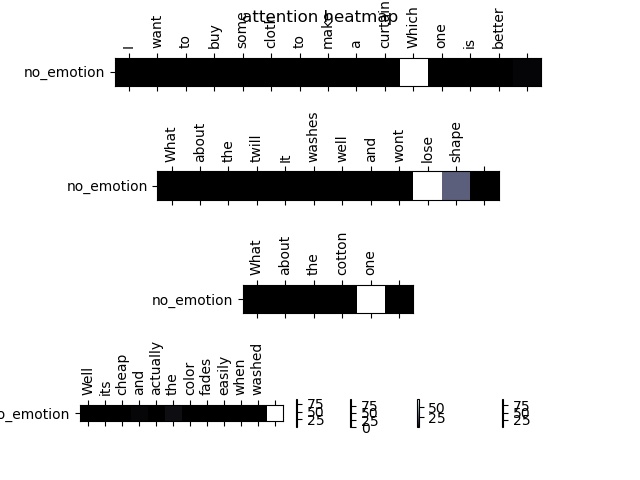 attention heatmap
I want to buy some cloth to make a curtain Which one is better
no_emotion
What about the twill It washes well and wont lose shape
no_emotion
What about the cotton one
no_emotion
Well its cheap and actually the color fades easily when washed
no_emotion
75 50 25
75 50 25 0
50 25
75 50 25